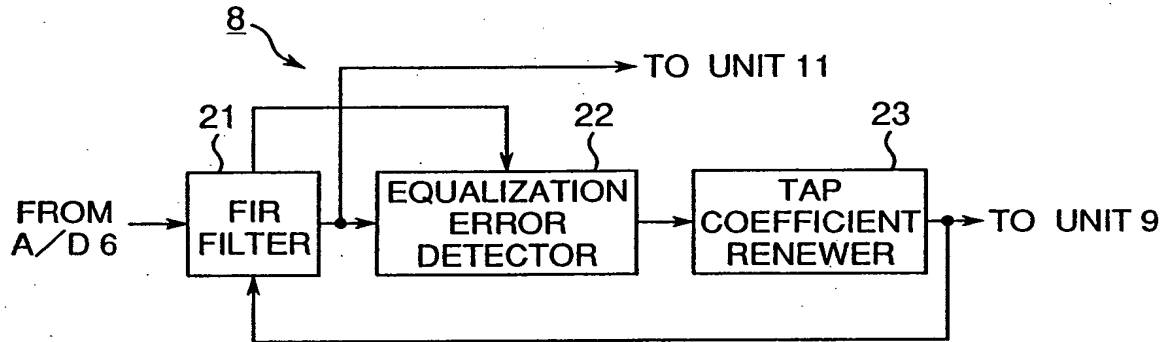 8
TO UNIT 11
21
22
23
FROM
A/D 6
FIR
FILTER
EQUALIZATION
ERROR
DETECTOR
TAP
COEFFICIENT
RENEWER
TO UNIT 9